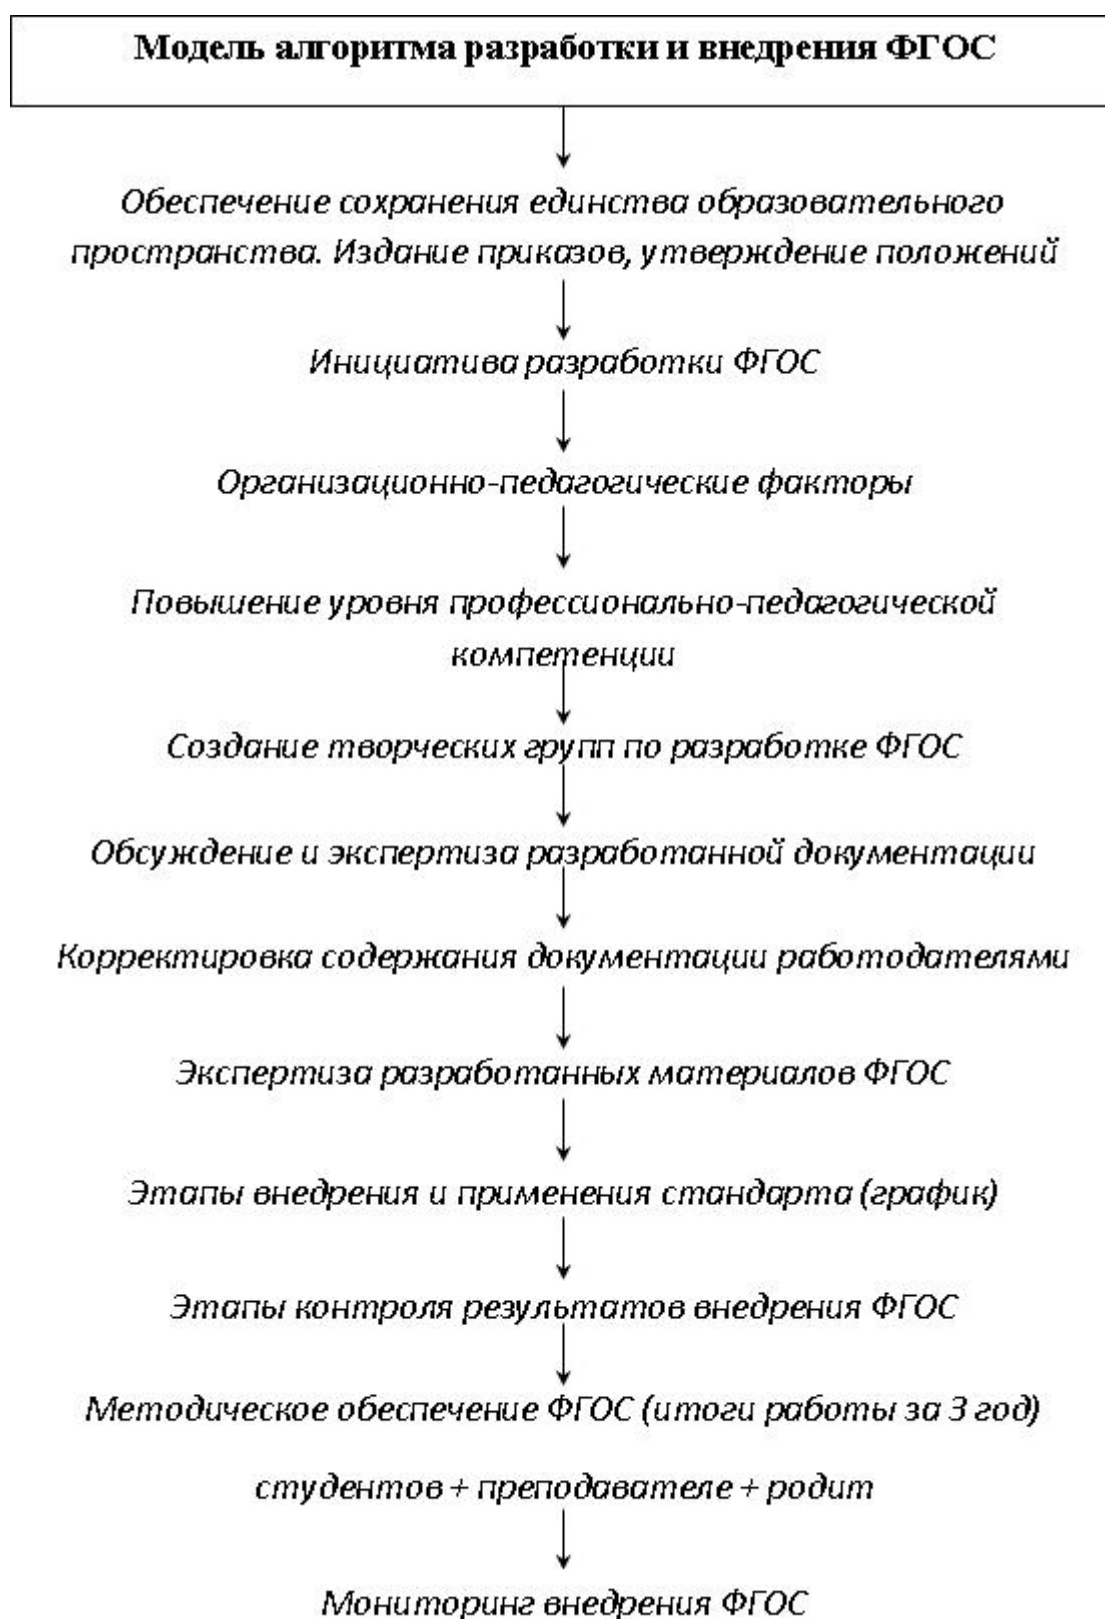 Модель алгоритма разработки и внедрения ФГОС
Обеспечение сохранения единства образовательного
пространства. Издание приказов, утверждение положений
Инициатива разработки ФГОС
Организационно-педагогические факторы
Повышение уровня профессионально-педагогической
компетенции
Создание творческих групп по разработке ФГОС
Обсуждение и экспертиза разработанной документации
Корректировка содержания документации работодателями
Экспертиза разработанных материалов ФГОС
Этапы внедрения и применения стандарта (график)
Этапы контроля результатов внедрения ФГОС
Методическое обеспечение ФГОС (итоги работы за 3 год)
студентов + преподавателе + родит
Мониторинг внедрения ФГОС